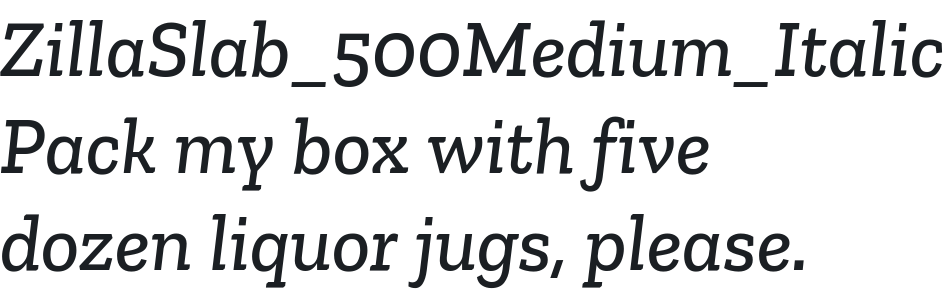 ZillaSlab_500Medium_Italic
Pack my box with five
dozen liquor jugs, please.